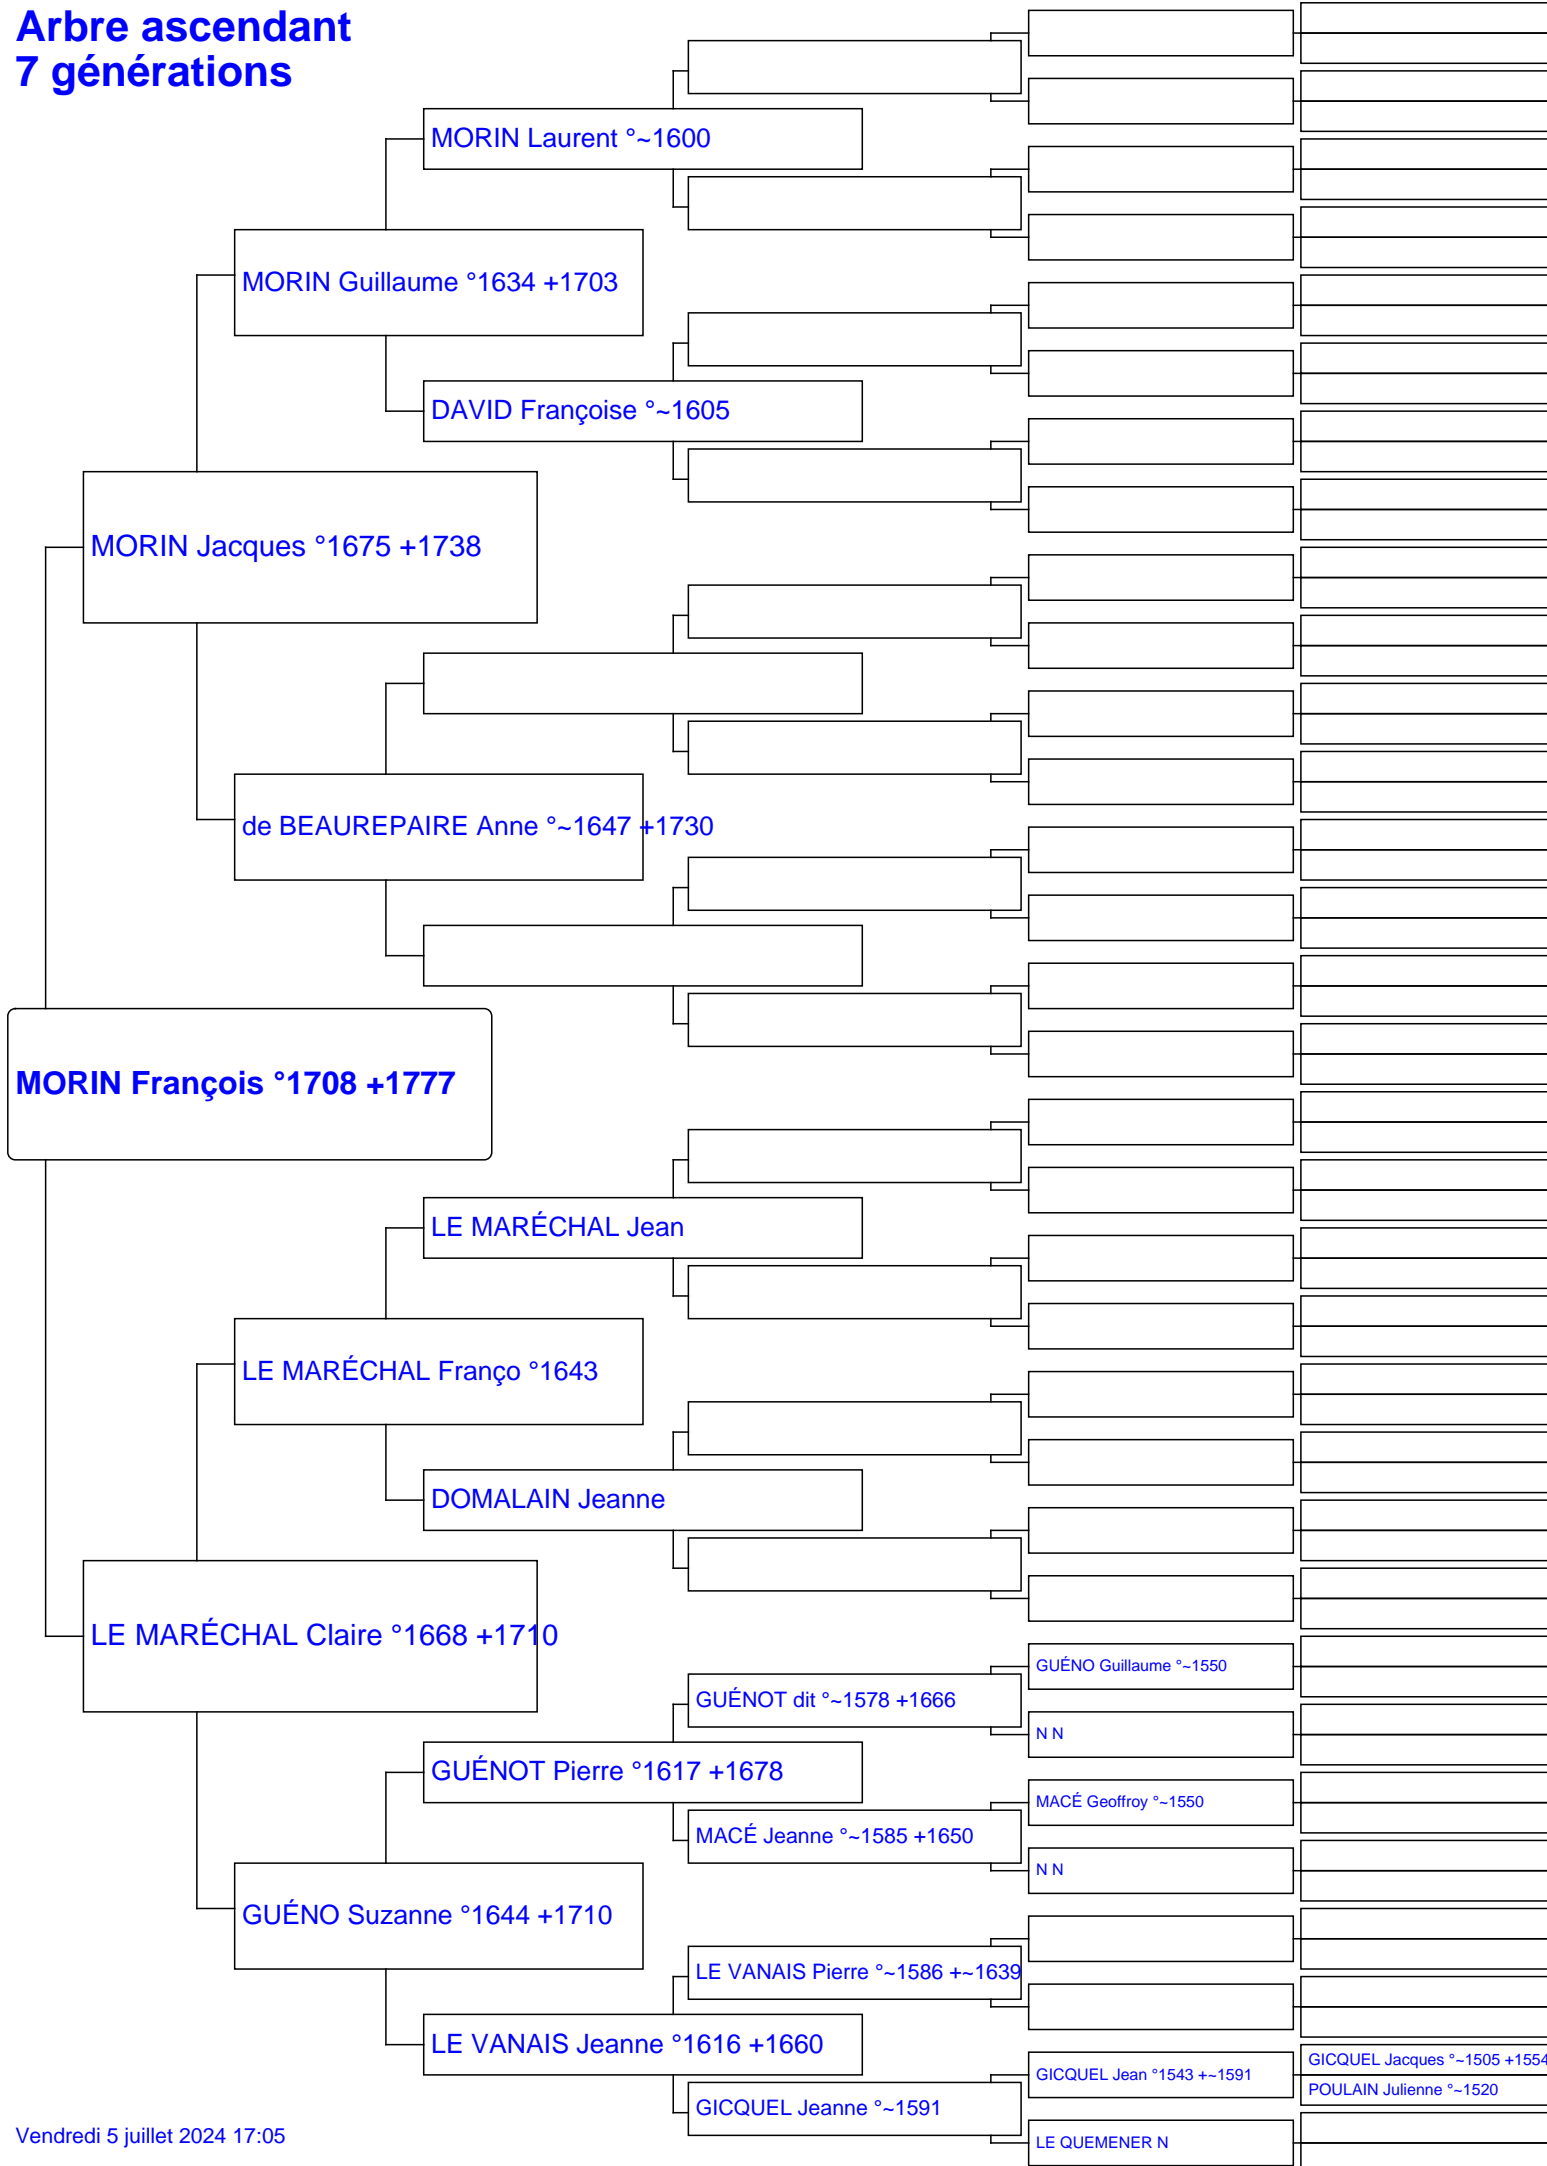 Arbre ascendant
7 générations
MORIN Laurent °~1600
MORIN Guillaume °1634 +1703
DAVID Françoise °~1605
MORIN Jacques °1675 +1738
de BEAUREPAIRE Anne °~1647 +1730
MORIN François °1708 +1777
LE MARÉCHAL Jean
LE MARÉCHAL Franço °1643
DOMALAIN Jeanne
LE MARÉCHAL Claire °1668 +1710
GUÉNO Guillaume °~1550
GUÉNOT dit °~1578 +1666
N N
GUÉNOT Pierre °1617 +1678
MACÉ Geoffroy °~1550
MACÉ Jeanne °~1585 +1650
N N
GUÉNO Suzanne °1644 +1710
LE VANAIS Pierre °~1586 +~1639
LE VANAIS Jeanne °1616 +1660
GICQUEL Jacques °~1505 +1554
GICQUEL Jean °1543 +~1591
POULAIN Julienne °~1520
GICQUEL Jeanne °~1591
LE QUEMENER N
Vendredi 5 juillet 2024 17:05